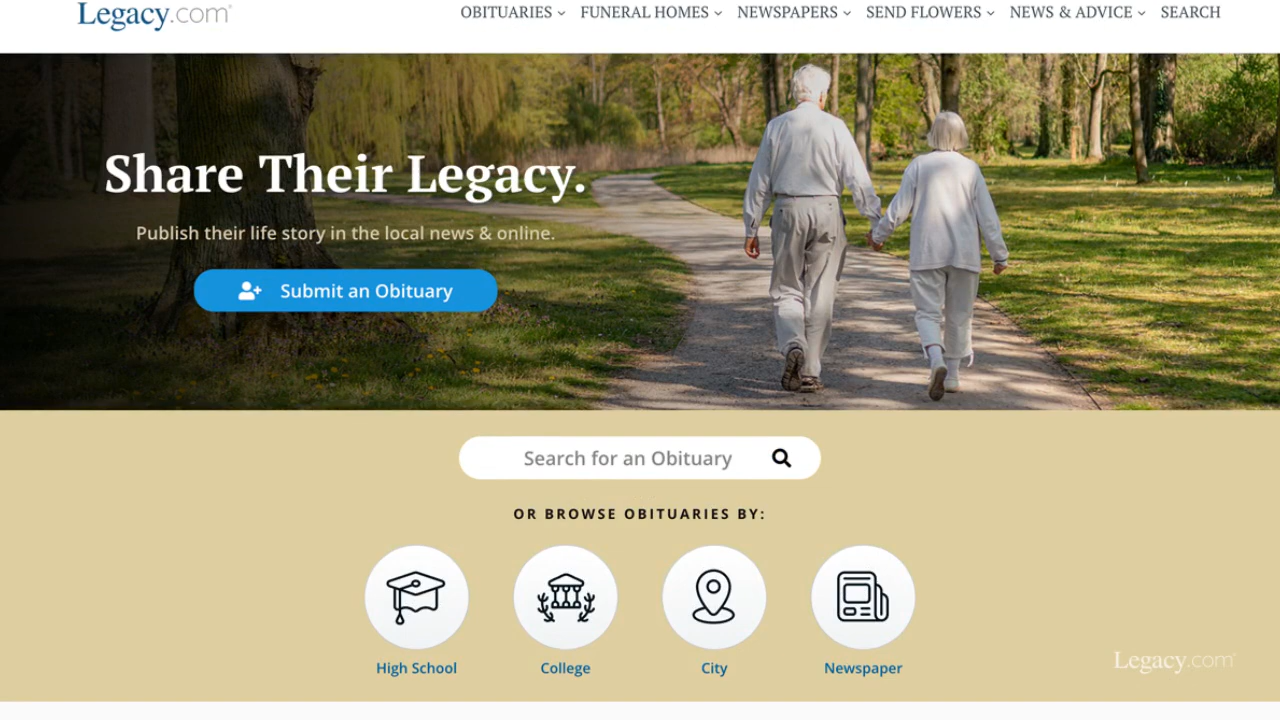 Legacy.com®
OBITUARIES FUNERAL HOMES NEWSPAPERS SEND FLOWERS NEWS & ADVICE SEARCH
Share Their Legacy.
Publish their life story in the local news & online.
Submit an Obituary
Search for an Obituary
OR BROWSE OBITUARIES BY:
High School College City Newspaper
Legacy.com®